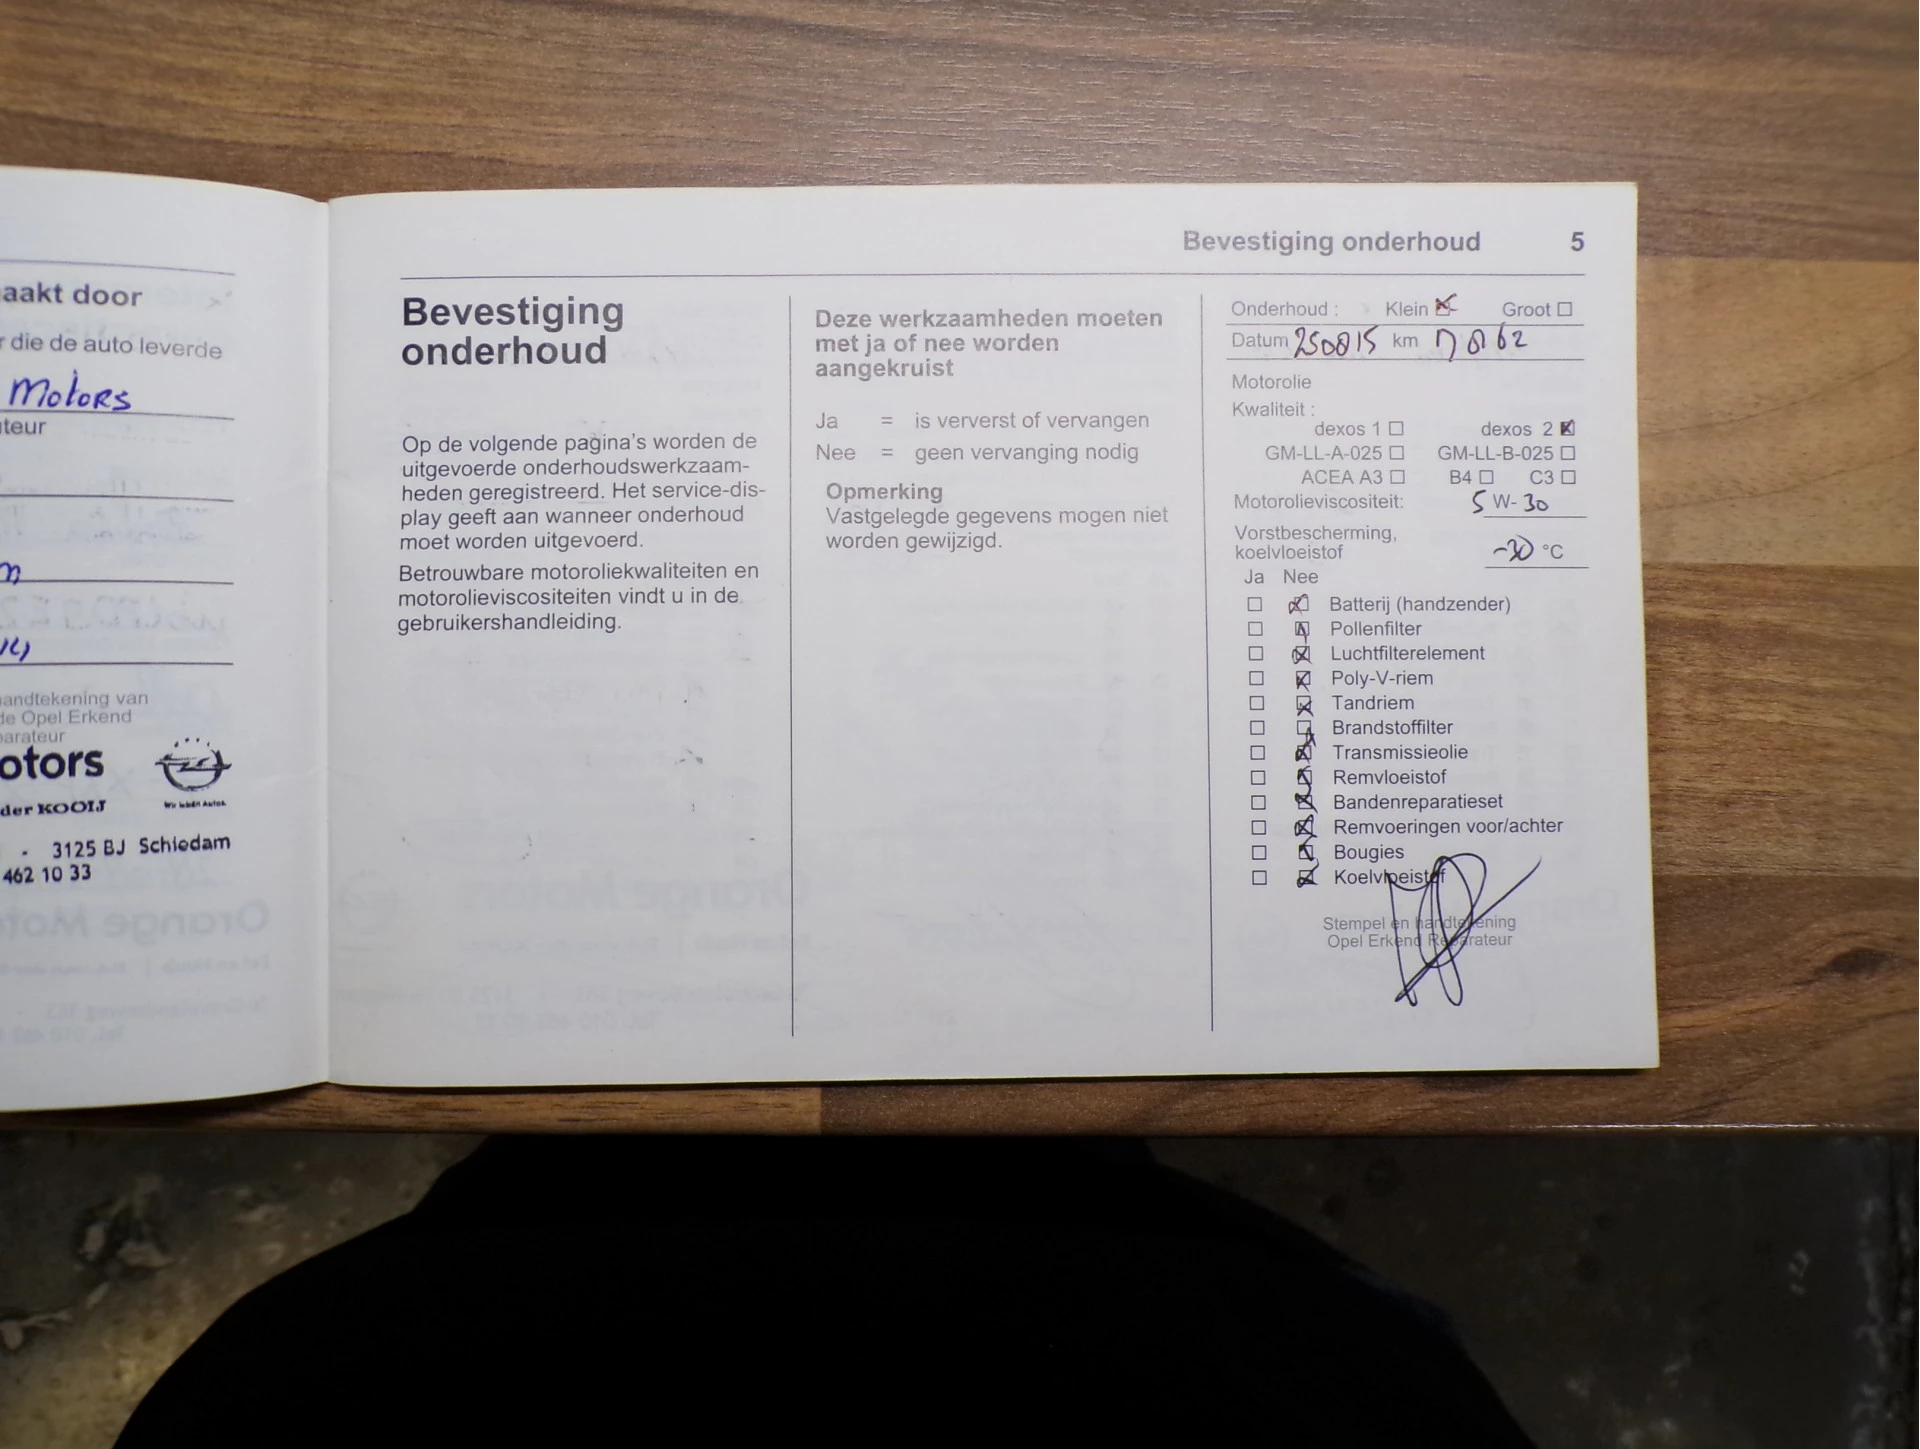 aakt door
die de auto leverde
Motors
teur
handtekening van
de Opel Erkend
parateur
otors
der KOOIJ
Wir leben Autos.
- 3125 BJ Schiedam
462 10 33
Bevestiging onderhoud 5
Bevestiging
onderhoud
Op de volgende pagina's worden de
uitgevoerde onderhoudswerkzaam-
heden geregistreerd. Het service-dis-
play geeft aan wanneer onderhoud
moet worden uitgevoerd.
Betrouwbare motoroliekwaliteiten en
motorolieviscositeiten vindt u in de
gebruikershandleiding.
Deze werkzaamheden moeten
met ja of nee worden
aangekruist
Ja = is ververst of vervangen
Nee = geen vervanging nodig
Opmerking
Vastgelegde gegevens mogen niet
worden gewijzigd.
Onderhoud : Klein Groot
Datum 250815 km
Motorolie
Kwaliteit :
dexos 1 dexos 2
GM-LL-A-025 GM-LL-B-025
ACEA A3 B4 C3
Motorolieviscositeit: 5 W-30
Vorstbescherming,
koelvloeistof -30 °C
Ja Nee
Batterij (handzender)
Pollenfilter
Luchtfilterelement
Poly-V-riem
Tandriem
Brandstoffilter
Transmissieolie
Remvloeistof
Bandenreparatieset
Remvoeringen voor/achter
Bougies
Koelvloeistof
Stempel en handtekening
Opel Erkend Reparateur